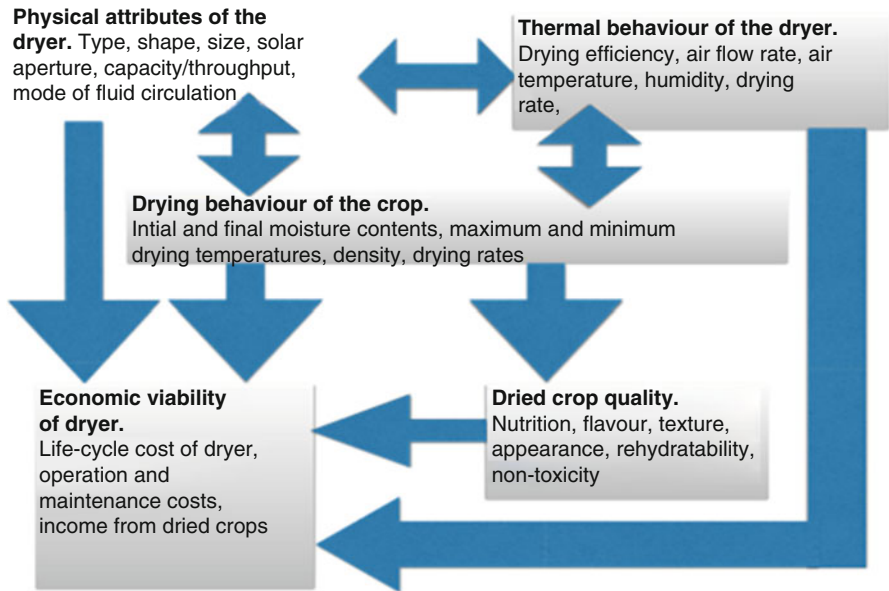 Physical attributes of the
dryer. Type, shape, size, solar
aperture, capacity/throughput,
mode of fluid circulation
Thermal behaviour of the dryer.
Drying efficiency, air flow rate, air
temperature, humidity, drying
rate,
Drying behaviour of the crop.
Intial and final moisture contents, maximum and minimum
drying temperatures, density, drying rates
Economic viability
of dryer.
Life-cycle cost of dryer,
operation and
maintenance costs,
income from dried crops
Dried crop quality.
Nutrition, flavour, texture,
appearance, rehydratability,
non-toxicity